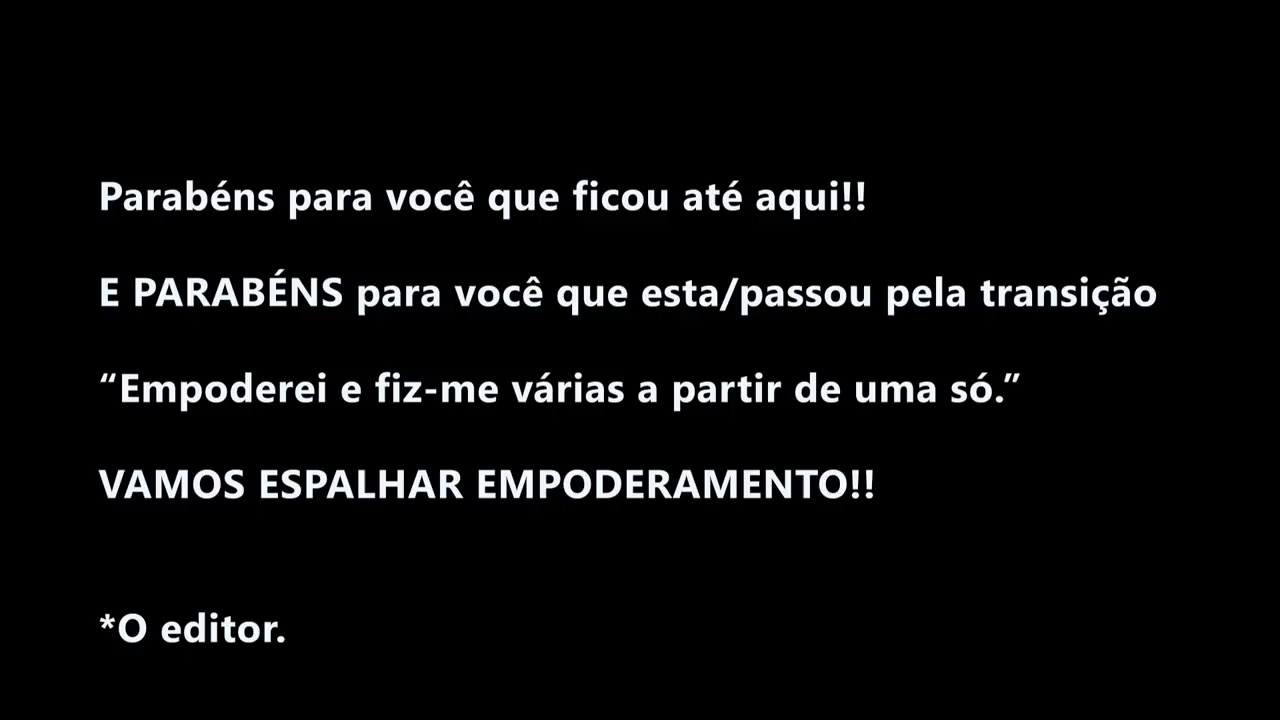 Parabéns para você que ficou até aqui!!
E PARABÉNS para você que esta/passou pela transição
“Empoderei e fiz-me várias a partir de uma só.”
VAMOS ESPALHAR EMPODERAMENTO!!
*O editor.